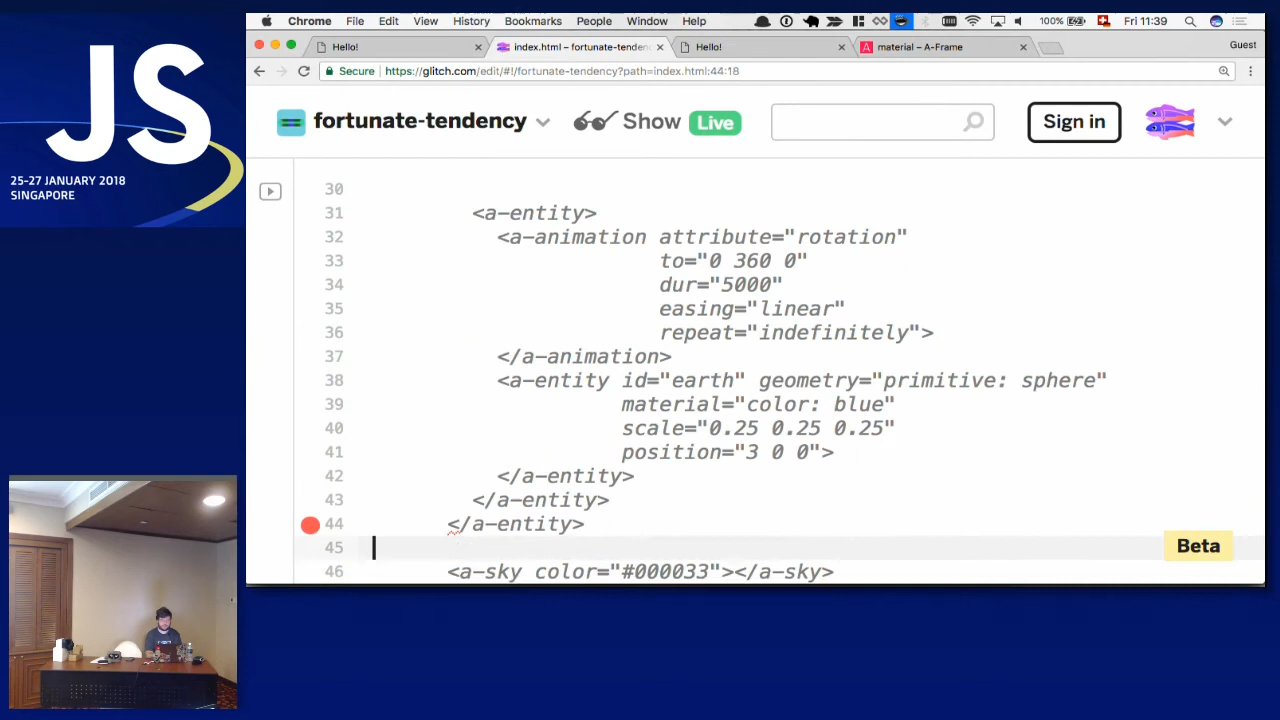 JS
25-27 JANUARY 2018
SINGAPORE
Chrome File Edit View History Bookmarks People Window Help 100% Fri 11:39
Hello! index.html – fortunate-tenden Hello! material – A-Frame Guest
Secure https://glitch.com/edit/#!/fortunate-tendency?path=index.html:44:18
fortunate-tendency Show Live Sign in
30
31 <a-entity>
32 <a-animation attribute="rotation"
33 to="0 360 0"
34 dur="5000"
35 easing="linear"
36 repeat="indefinitely">
37 </a-animation>
38 <a-entity id="earth" geometry="primitive: sphere"
39 material="color: blue"
40 scale="0.25 0.25 0.25"
41 position="3 0 0">
42 </a-entity>
43 </a-entity>
44 </a-entity>
45
46 <a-sky color="#000033"></a-sky>
Beta